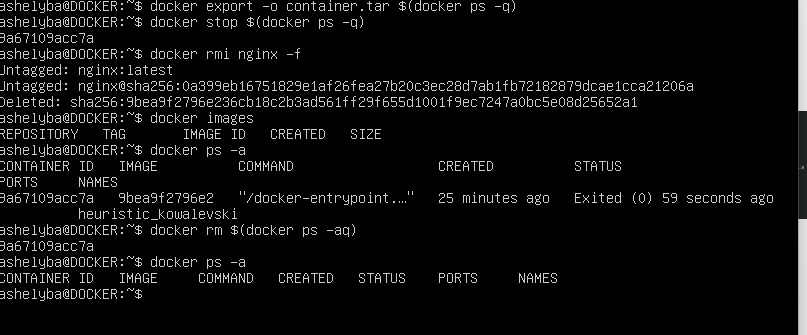 ashelyba@DOCKER:~$ docker export -o container.tar $(docker ps -q)
ashelyba@DOCKER:~$ docker stop $(docker ps -q)
9a67109acc7a
ashelyba@DOCKER:~$ docker rmi nginx -f
Untagged: nginx:latest
Untagged: nginx@sha256:0a399eb16751829e1af26fea27b20c3ec28d7ab1fb72182879dcae1cca21206a
Deleted: sha256:9bea9f2796e236cb18c2b3ad561ff29f655d1001f9ec7247a0bc5e08d25652a1
ashelyba@DOCKER:~$ docker images
REPOSITORY   TAG       IMAGE ID   CREATED   SIZE
ashelyba@DOCKER:~$ docker ps -a
CONTAINER ID   IMAGE          COMMAND                  CREATED          STATUS
PORTS     NAMES
9a67109acc7a   9bea9f2796e2   "/docker-entrypoint.…"   25 minutes ago   Exited (0) 59 seconds ago
          heuristic_kowalevski
ashelyba@DOCKER:~$ docker rm $(docker ps -aq)
9a67109acc7a
ashelyba@DOCKER:~$ docker ps -a
CONTAINER ID   IMAGE     COMMAND   CREATED   STATUS    PORTS     NAMES
ashelyba@DOCKER:~$